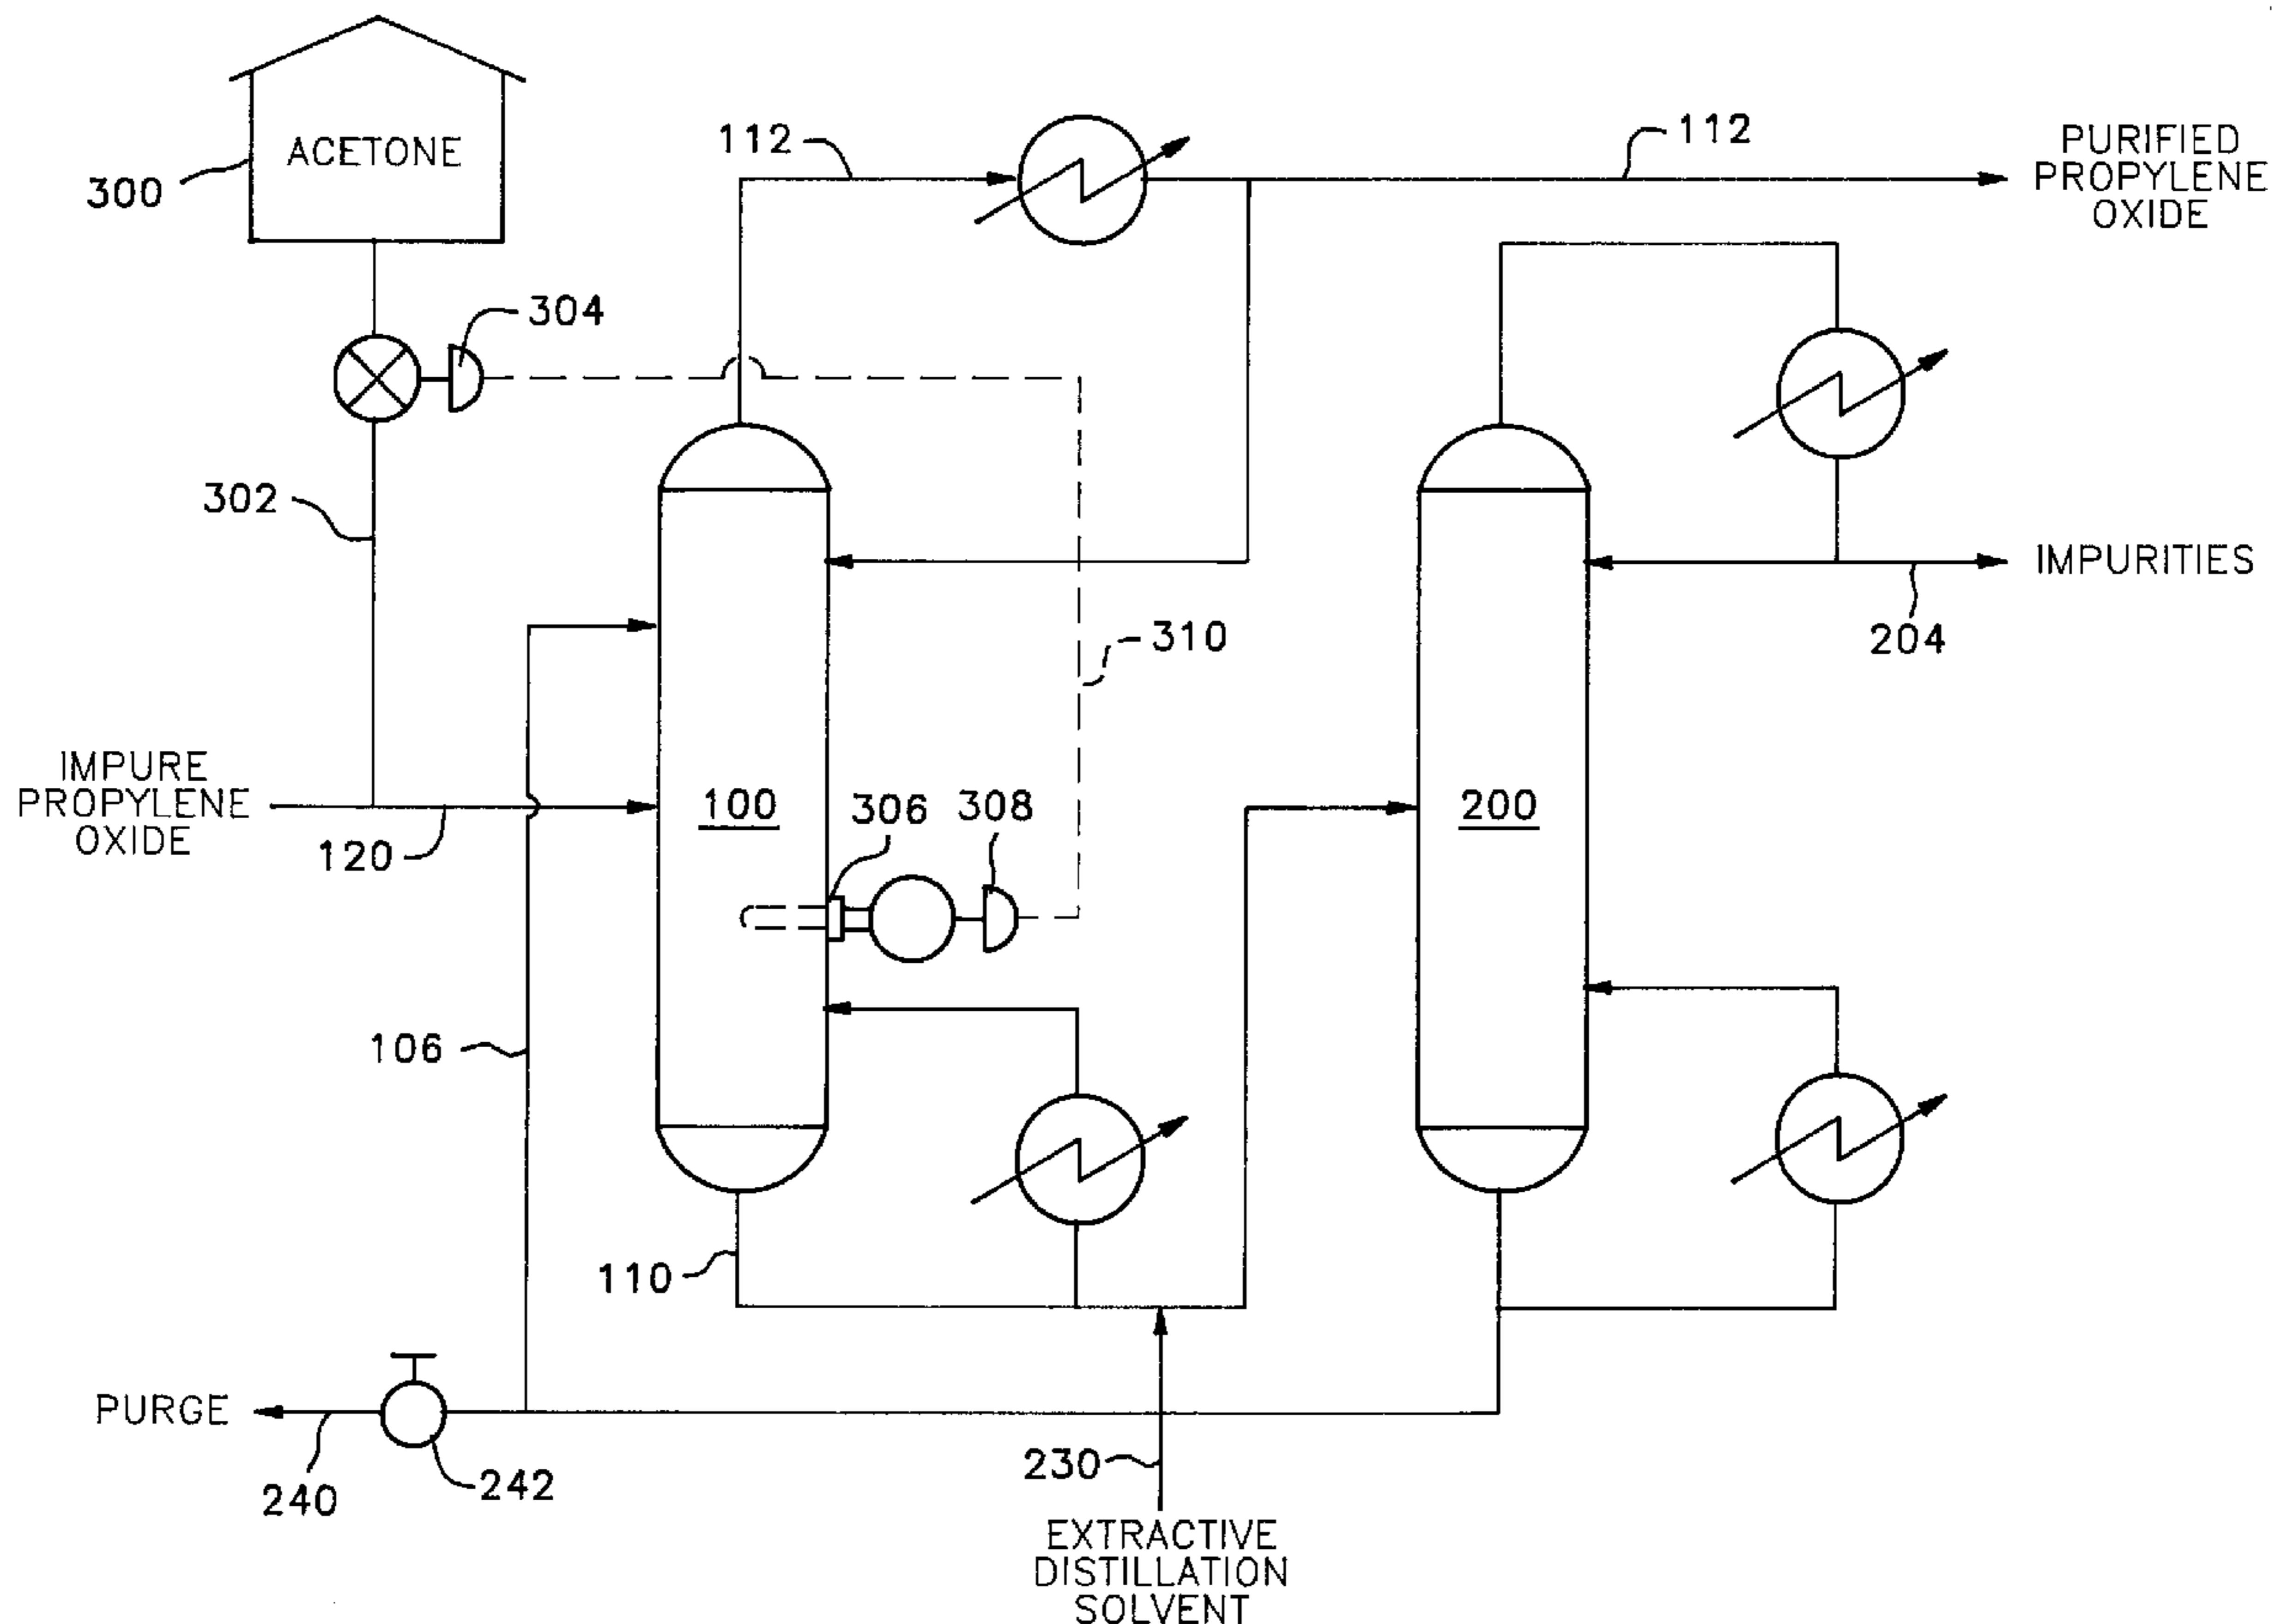 ACETONE
300
112
112
PURIFIED
PROPYLENE
OXIDE
304
302
IMPURITIES
204
310
IMPURE
PROPYLENE
OXIDE
120
100
306
308
200
106
110
PURGE
240
242
230
EXTRACTIVE
DISTILLATION
SOLVENT